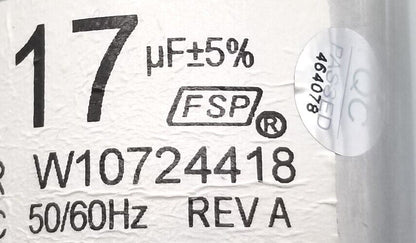 17 µF±5%
FSP®
W10724418
50/60Hz REV A
QC
PASSED
464078